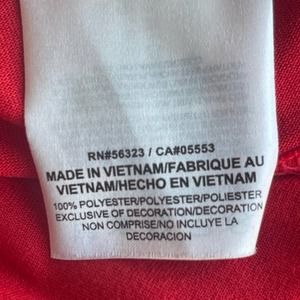 RN#56323 / CA#05553
MADE IN VIETNAM/FABRIQUE AU
VIETNAM/HECHO EN VIETNAM
100% POLYESTER/POLYESTER/POLIESTER
EXCLUSIVE OF DECORATION/DECORATION
NON COMPRISE/NO INCLUYE LA
DECORACION